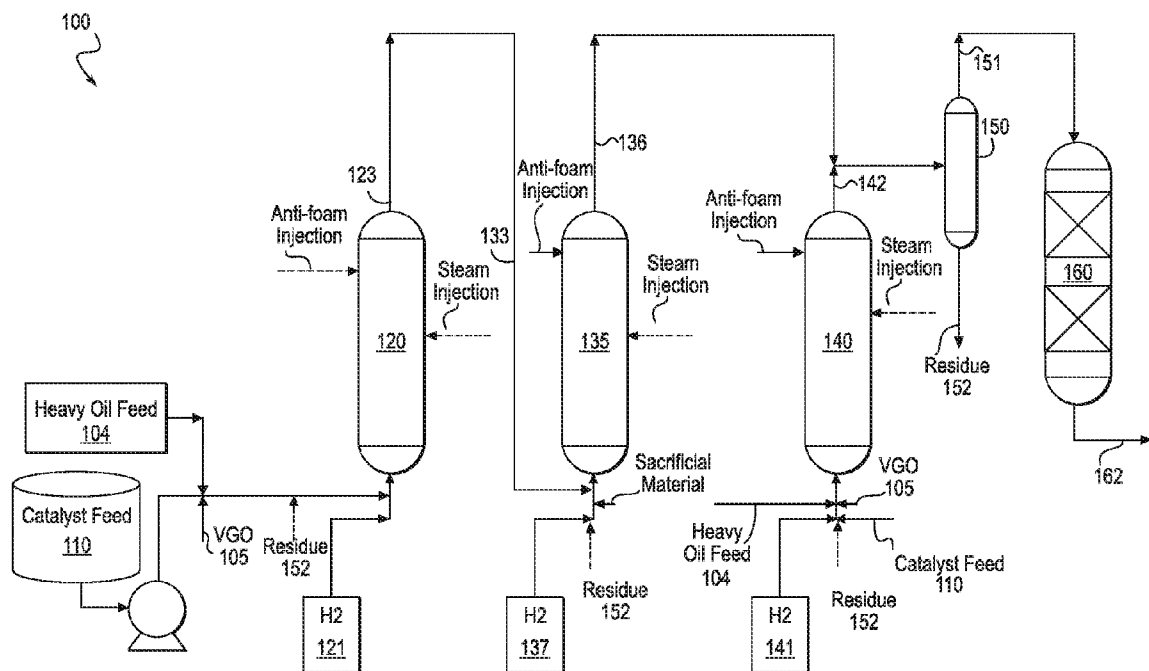 100
151
150
136
123
142
Anti-foam
Injection
Anti-foam
Injection
133
Anti-foam
Injection
Steam
Injection
Steam
Injection
Steam
Injection
120
135
140
160
Residue
152
Heavy Oil Feed
104
Sacrificial
Material
VGO
105
162
Catalyst Feed
110
VGO
105
Residue
152
Heavy
Oil Feed
104
Catalyst Feed
110
Residue
152
Residue
152
H2
121
H2
137
H2
141